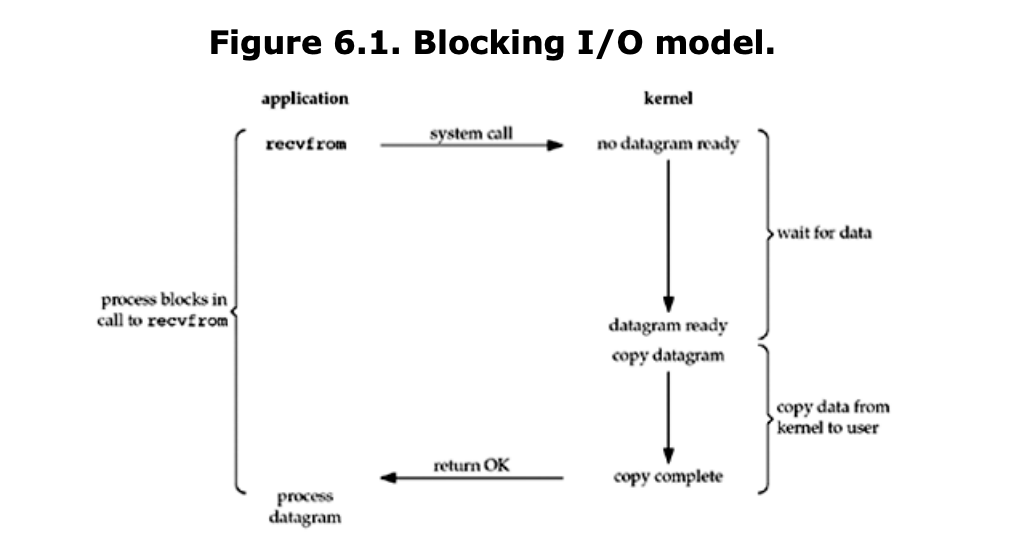 Figure 6.1. Blocking I/O model.
application
kernel
recvfrom
system call
no datagram ready
wait for data
process blocks in
call to recvfrom
datagram ready
copy datagram
copy data from
kernel to user
return OK
copy complete
process
datagram